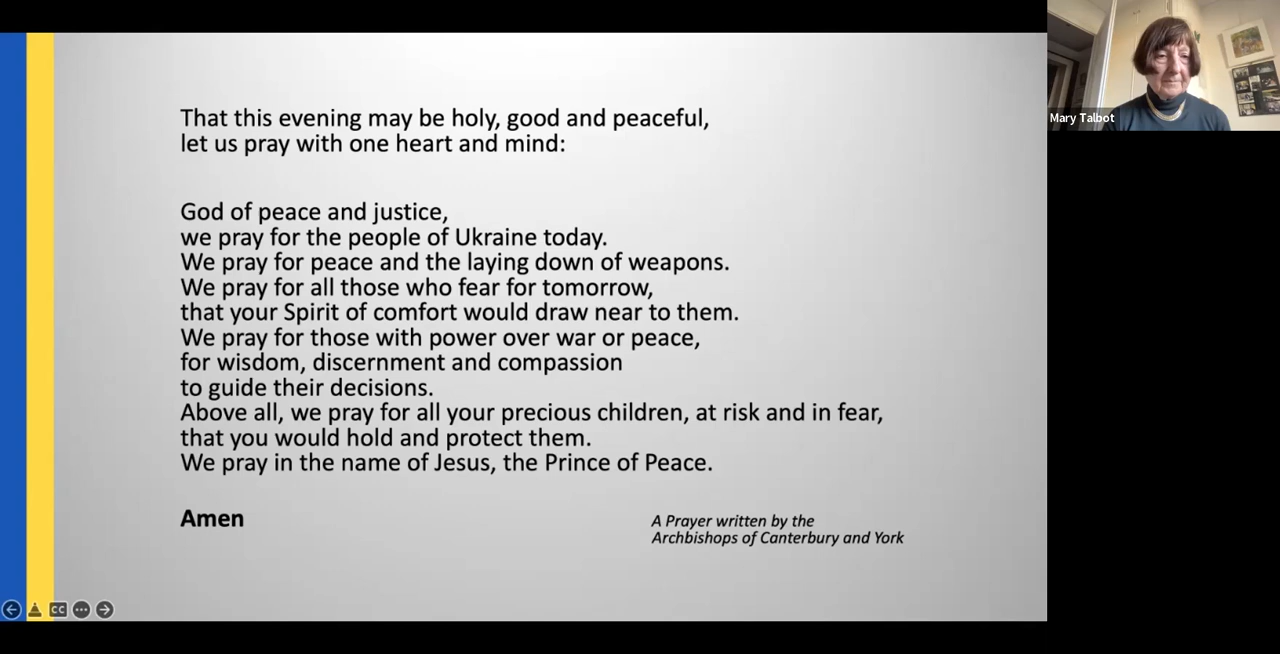 That this evening may be holy, good and peaceful,
let us pray with one heart and mind:
God of peace and justice,
we pray for the people of Ukraine today.
We pray for peace and the laying down of weapons.
We pray for all those who fear for tomorrow,
that your Spirit of comfort would draw near to them.
We pray for those with power over war or peace,
for wisdom, discernment and compassion
to guide their decisions.
Above all, we pray for all your precious children, at risk and in fear,
that you would hold and protect them.
We pray in the name of Jesus, the Prince of Peace.
Amen
A Prayer written by the
Archbishops of Canterbury and York
Mary Talbot
CC